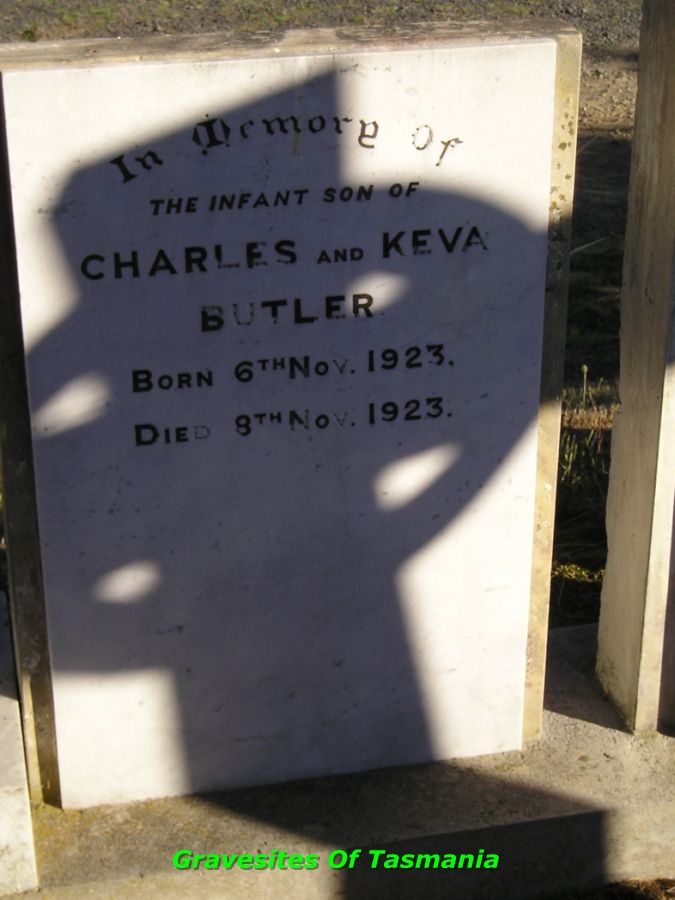 In Memory Of
THE INFANT SON OF
CHARLES AND KEVA
BUTLER.
BORN 6TH NOV. 1923.
DIED 8TH NOV. 1923.
Gravesites Of Tasmania